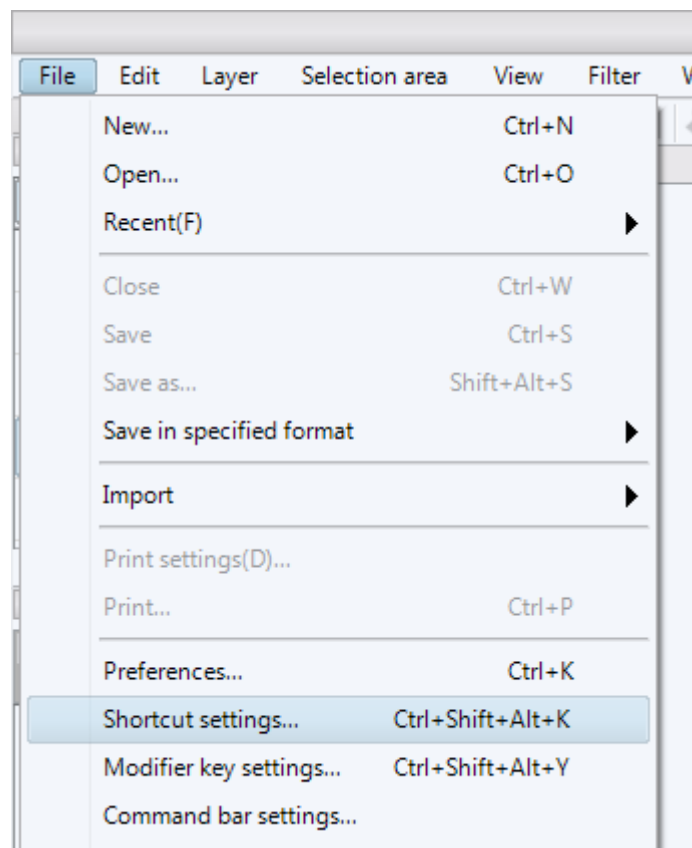 File Edit Layer Selection area View Filter
New... Ctrl+N
Open... Ctrl+O
Recent(F)
Close Ctrl+W
Save Ctrl+S
Save as... Shift+Alt+S
Save in specified format
Import
Print settings(D)...
Print... Ctrl+P
Preferences... Ctrl+K
Shortcut settings... Ctrl+Shift+Alt+K
Modifier key settings... Ctrl+Shift+Alt+Y
Command bar settings...